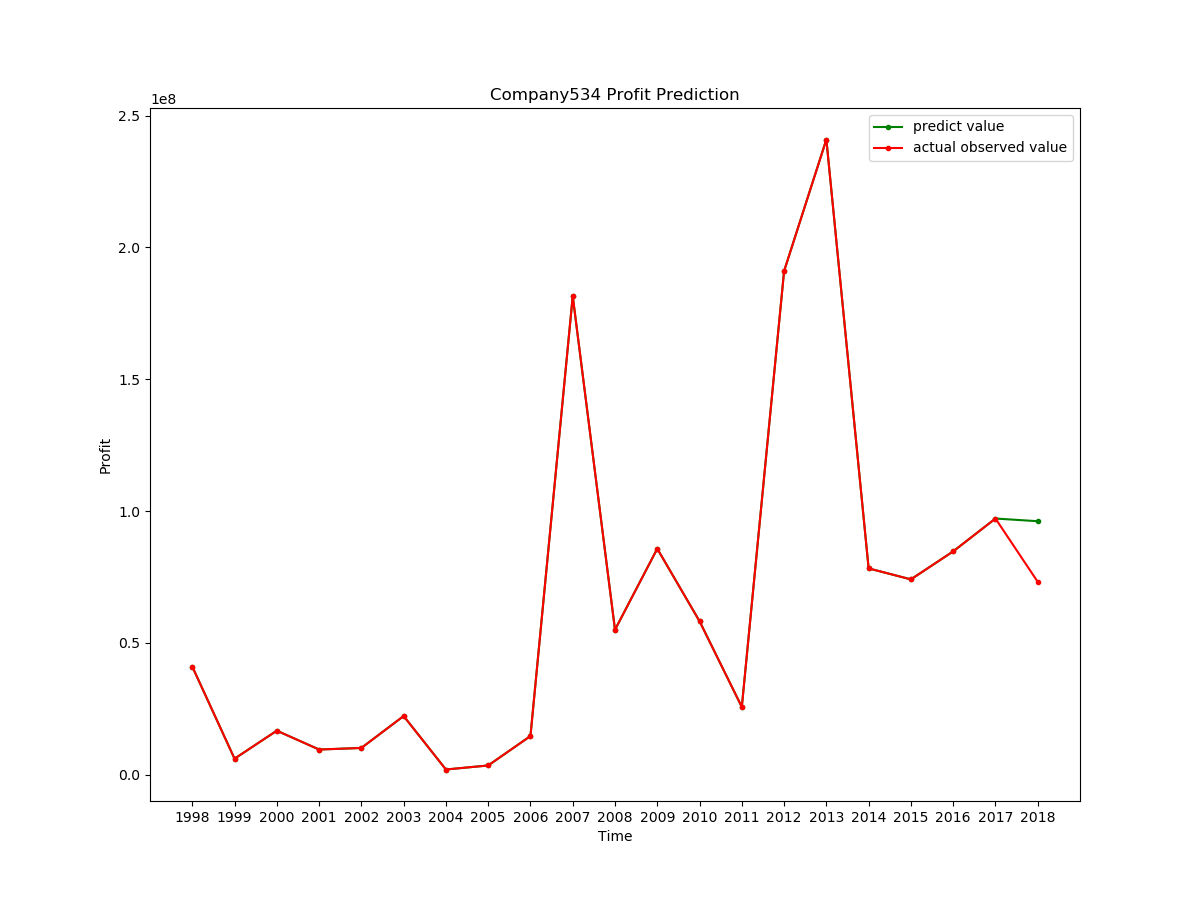 Company534 Profit Prediction
1e8
predict value
actual observed value
2.5
2.0
1.5
1.0
0.5
0.0
Profit
1998 1999 2000 2001 2002 2003 2004 2005 2006 2007 2008 2009 2010 2011 2012 2013 2014 2015 2016 2017 2018
Time